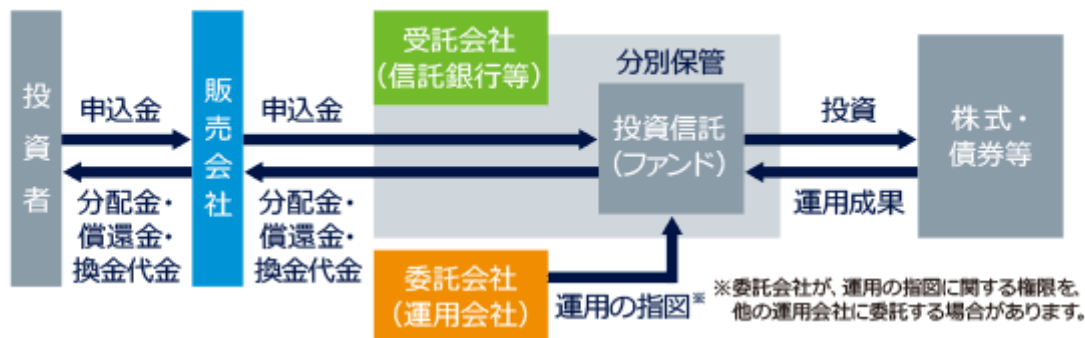 投資者
申込金
分配金・
償還金・
換金代金
販売会社
申込金
分配金・
償還金・
換金代金
受託会社
（信託銀行等）
分別保管
投資信託
（ファンド）
委託会社
（運用会社）
運用の指図※
投資
運用成果
株式・
債券等
※委託会社が、運用の指図に関する権限を、
他の運用会社に委託する場合があります。